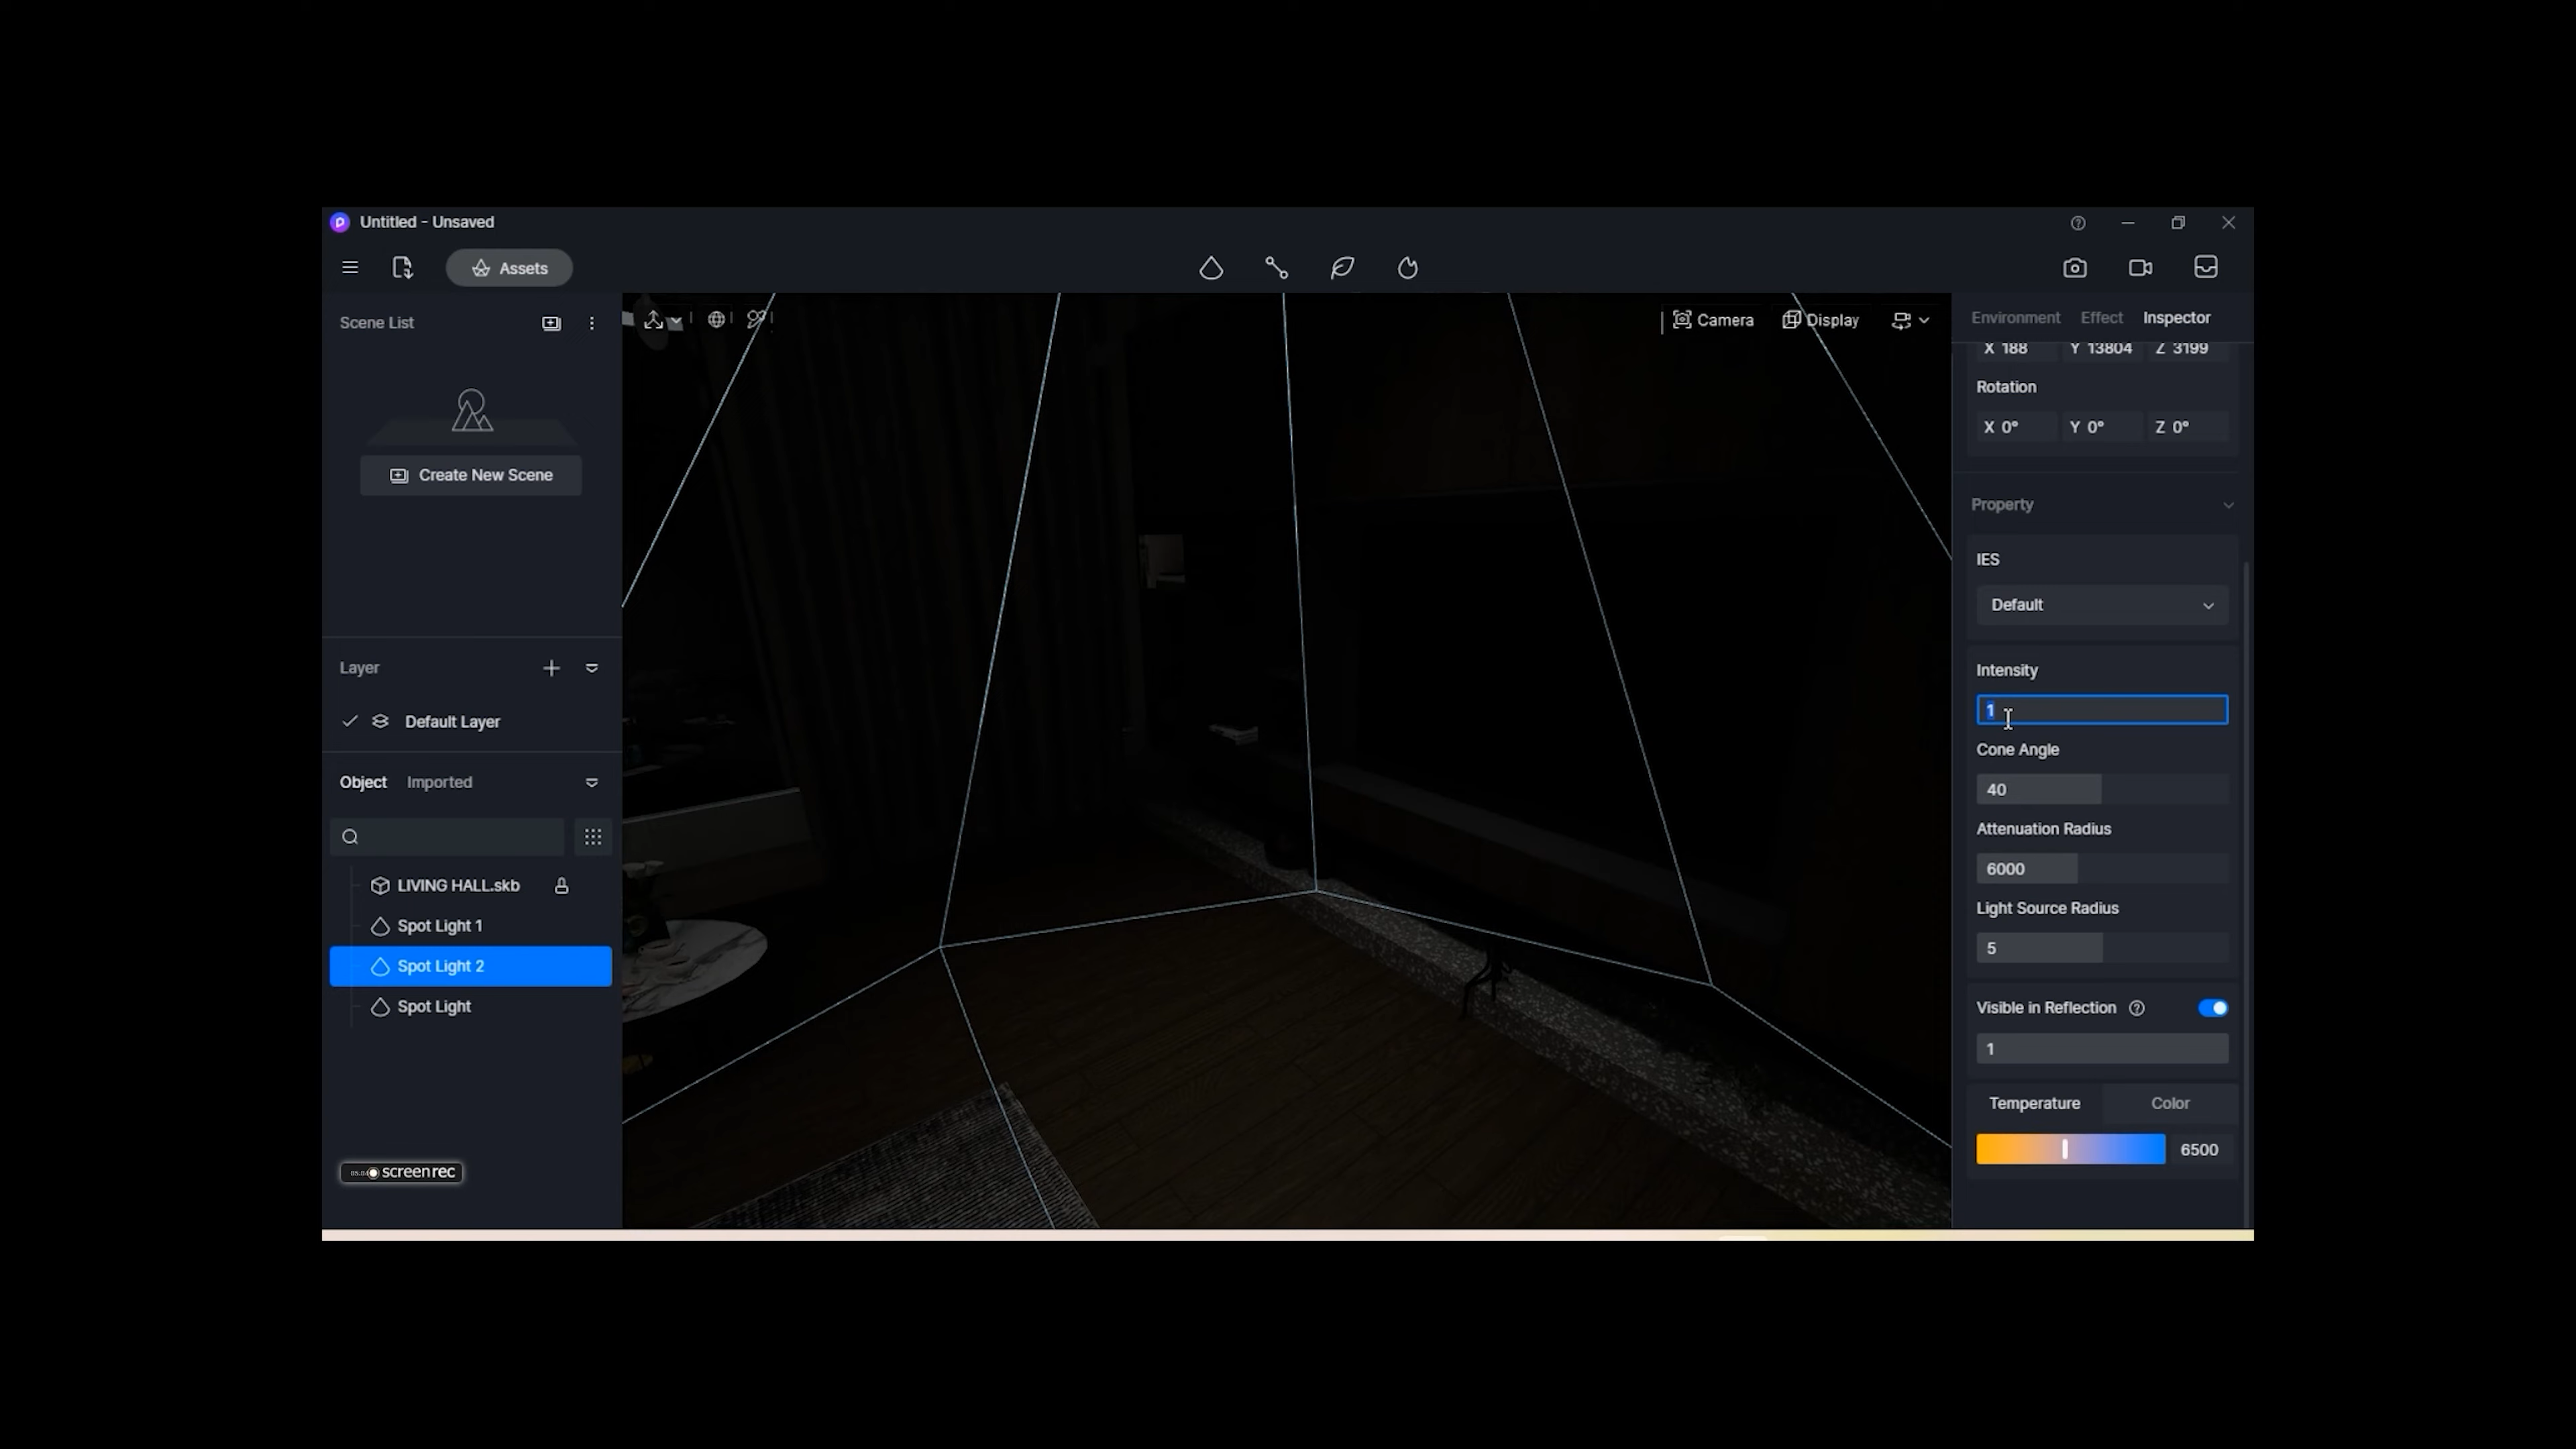 Untitled - Unsaved
Assets
Scene List
Create New Scene
Layer
Default Layer
Object Imported
LIVING HALL.skb
Spot Light 1
Spot Light 2
Spot Light
screenrec
Camera Display
Environment Effect Inspector
X 188 Y 13804 Z 3199
Rotation
X 0° Y 0° Z 0°
Property
IES
Default
Intensity
1
Cone Angle
40
Attenuation Radius
6000
Light Source Radius
5
Visible in Reflection
1
Temperature Color
6500